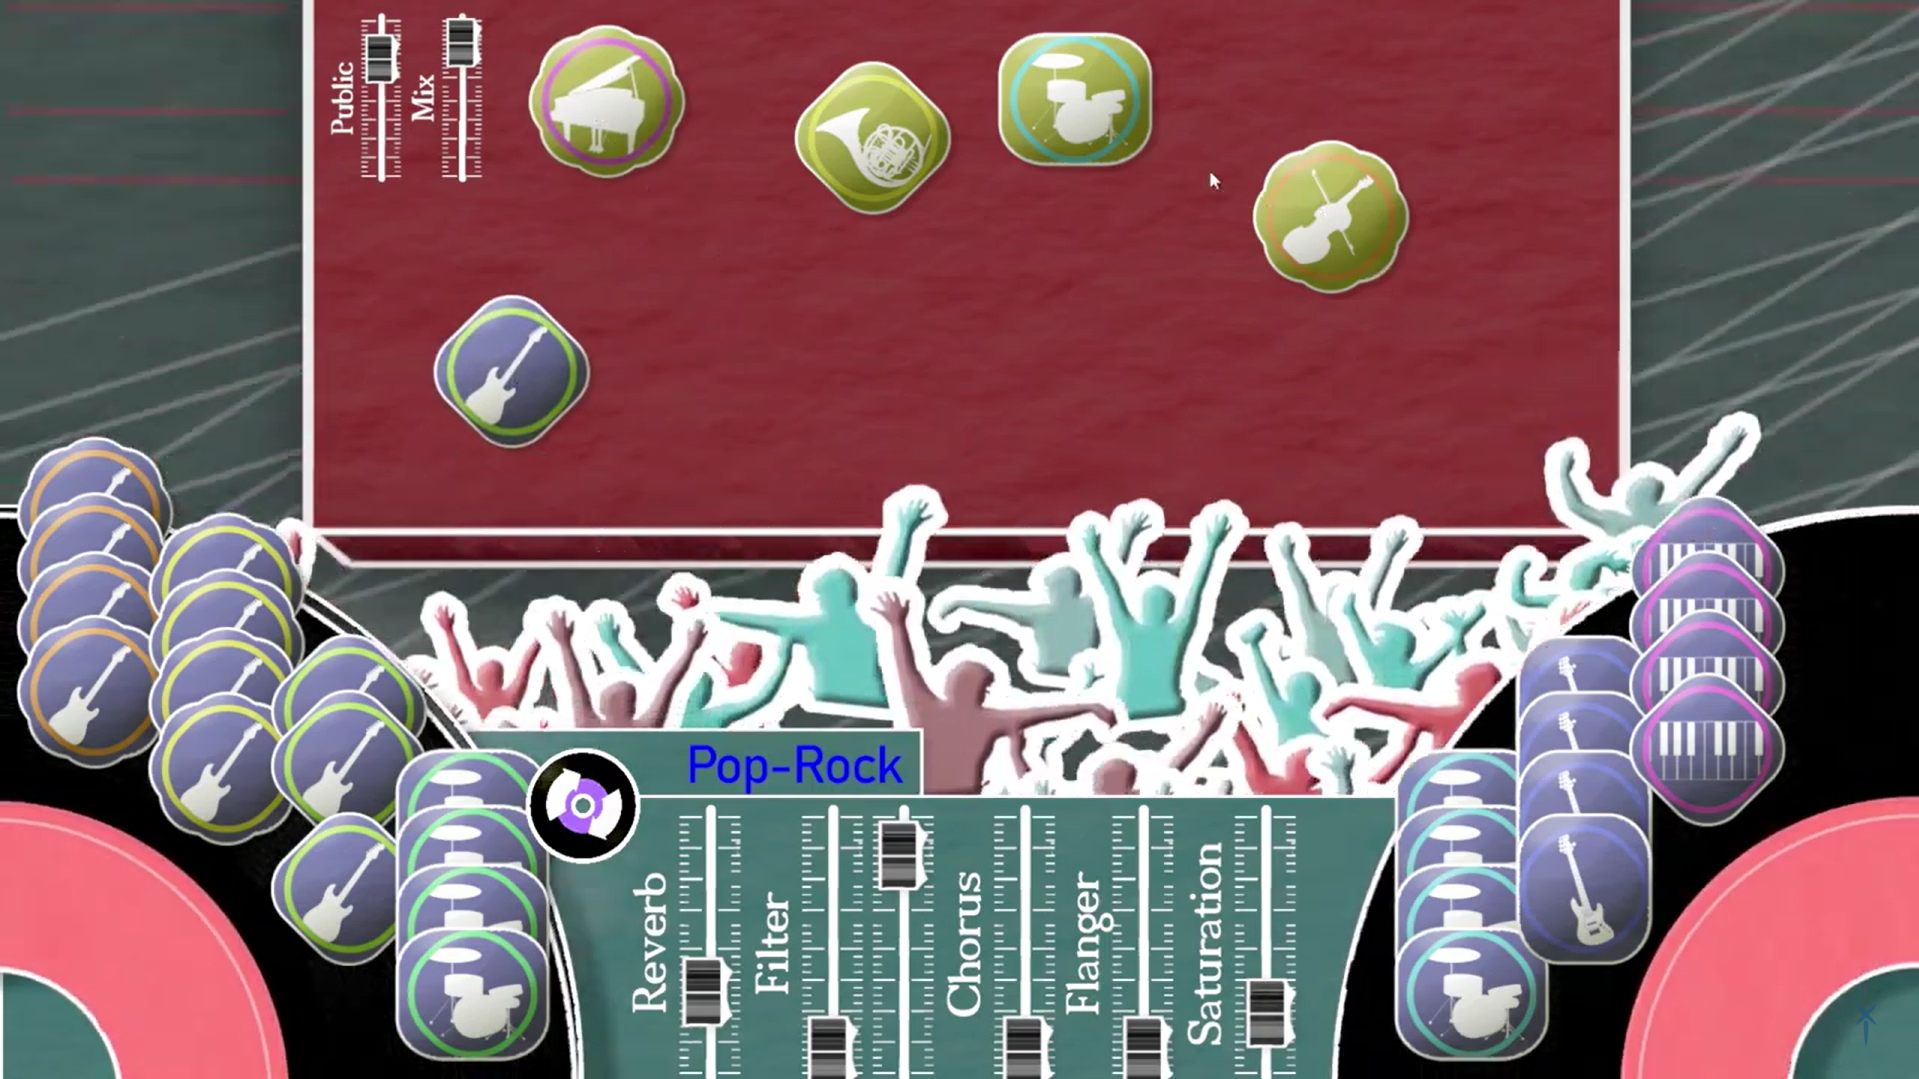 Public
Mix
Pop-Rock
Reverb
Filter
Chorus
Flanger
Saturation